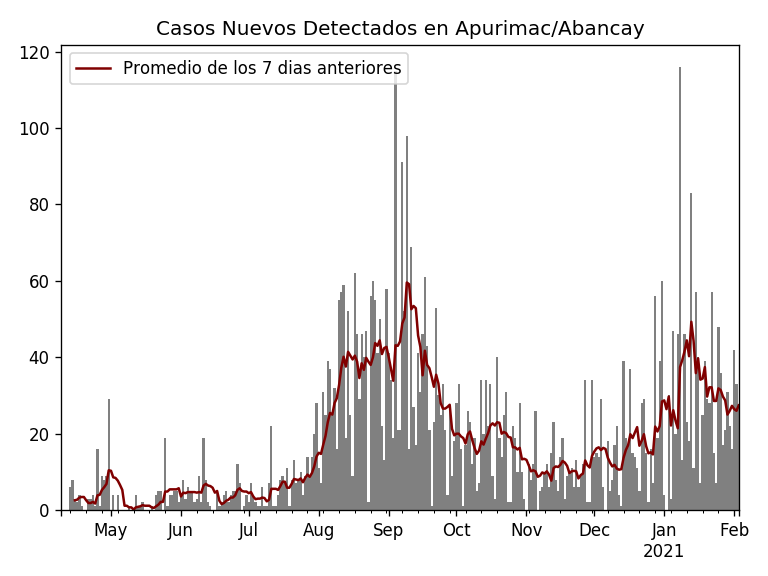 Casos Nuevos Detectados en Apurimac/Abancay
Promedio de los 7 dias anteriores
120
100
80
60
40
20
0
May Jun Jul Aug Sep Oct Nov Dec Jan Feb
2021